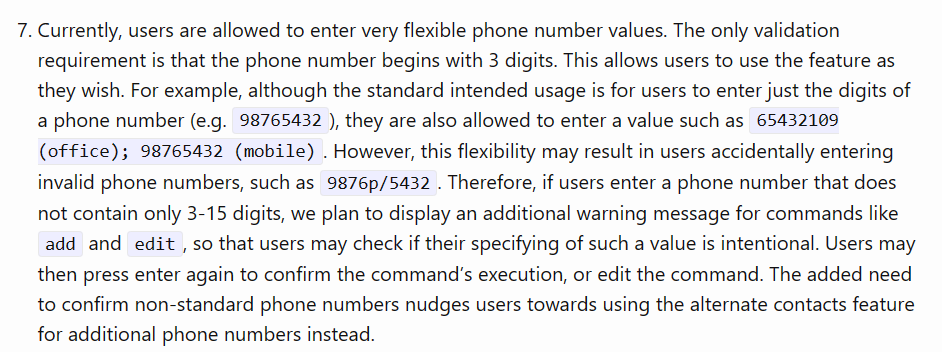 7. Currently, users are allowed to enter very flexible phone number values. The only validation
requirement is that the phone number begins with 3 digits. This allows users to use the feature as
they wish. For example, although the standard intended usage is for users to enter just the digits of
a phone number (e.g. 98765432 ), they are also allowed to enter a value such as 65432109
(office); 98765432 (mobile) . However, this flexibility may result in users accidentally entering
invalid phone numbers, such as 9876p/5432 . Therefore, if users enter a phone number that does
not contain only 3-15 digits, we plan to display an additional warning message for commands like
add and edit , so that users may check if their specifying of such a value is intentional. Users may
then press enter again to confirm the command’s execution, or edit the command. The added need
to confirm non-standard phone numbers nudges users towards using the alternate contacts feature
for additional phone numbers instead.